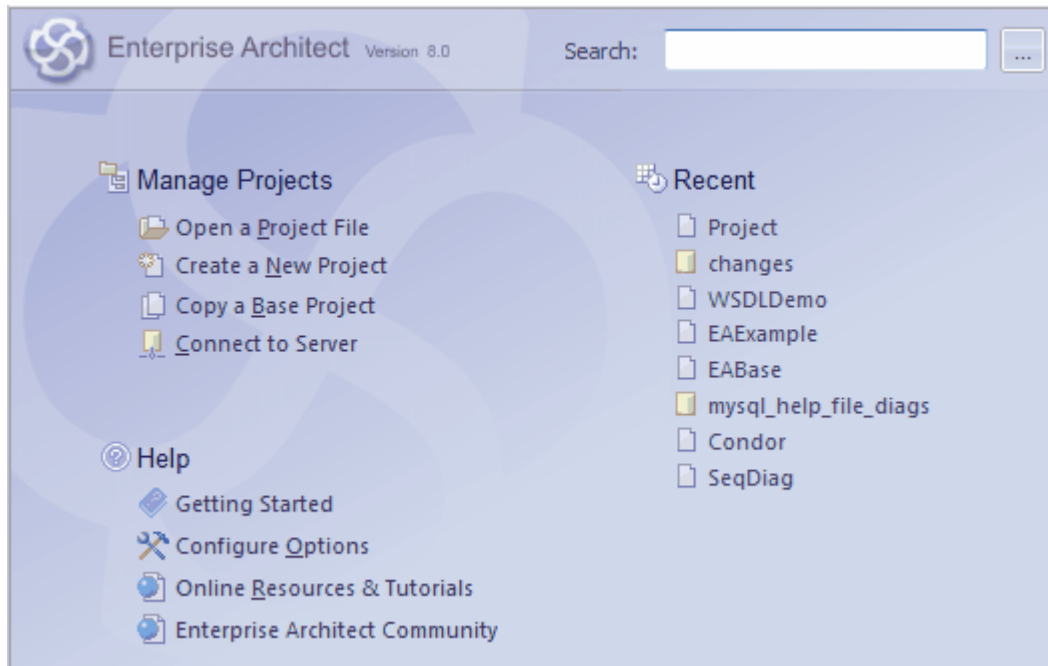 Enterprise Architect Version 8.0
Search:
...
Manage Projects
Open a Project File
Create a New Project
Copy a Base Project
Connect to Server
Help
Getting Started
Configure Options
Online Resources & Tutorials
Enterprise Architect Community
Recent
Project
changes
WSDLDemo
EAExample
EABase
mysql_help_file_diags
Condor
SeqDiag